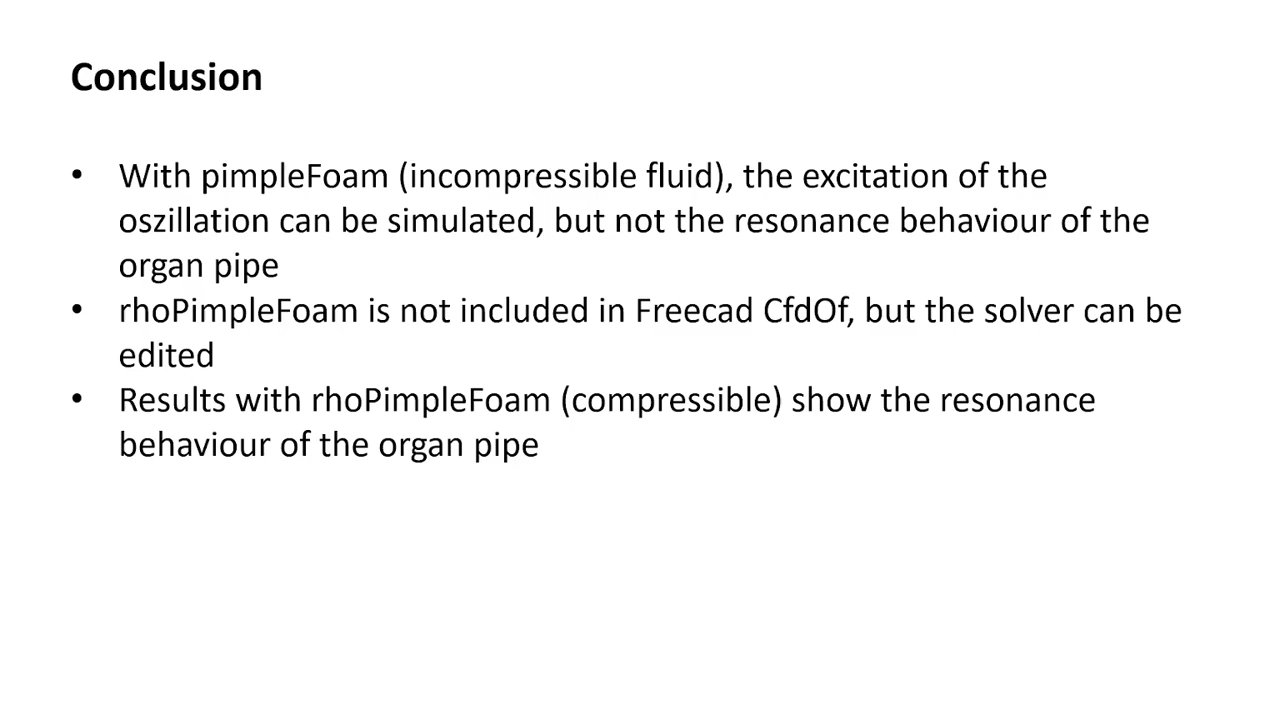 Conclusion
• With pimpleFoam (incompressible fluid), the excitation of the
oszillation can be simulated, but not the resonance behaviour of the
organ pipe
• rhoPimpleFoam is not included in Freecad CfdOf, but the solver can be
edited
• Results with rhoPimpleFoam (compressible) show the resonance
behaviour of the organ pipe